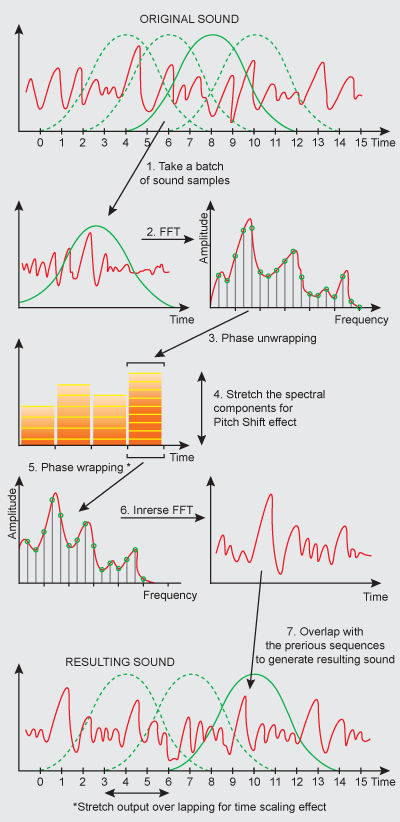 ORIGINAL SOUND
0 1 2 3 4 5 6 7 8 9 10 11 12 13 14 15 Time
1. Take a batch
of sound samples
2. FFT
Amplitude
Time
Frequency
3. Phase unwrapping
4. Stretch the spectral
components for
Pitch Shift effect
Time
5. Phase wrapping *
Amplitude
6. Inrerse FFT
Frequency
Time
7. Overlap with
the prerious sequences
to generate resulting sound
RESULTING SOUND
0 1 2 3 4 5 6 7 8 9 10 11 12 13 14 15 Time
*Stretch output over lapping for time scaling effect